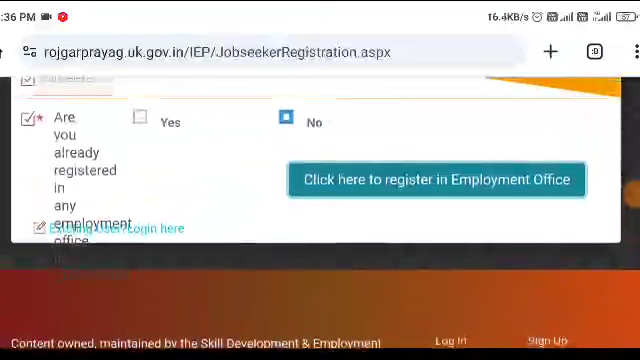 :36
16.4KB/s
57
rojgarprayag.uk.gov.in/IEP/JobseekerRegistration.aspx
Are you already registered in any employment office
Yes
No
Click here to register in Employment Office
Existing User? Login here
Content owned, maintained by the Skill Development & Employment
Log In
Sign Up